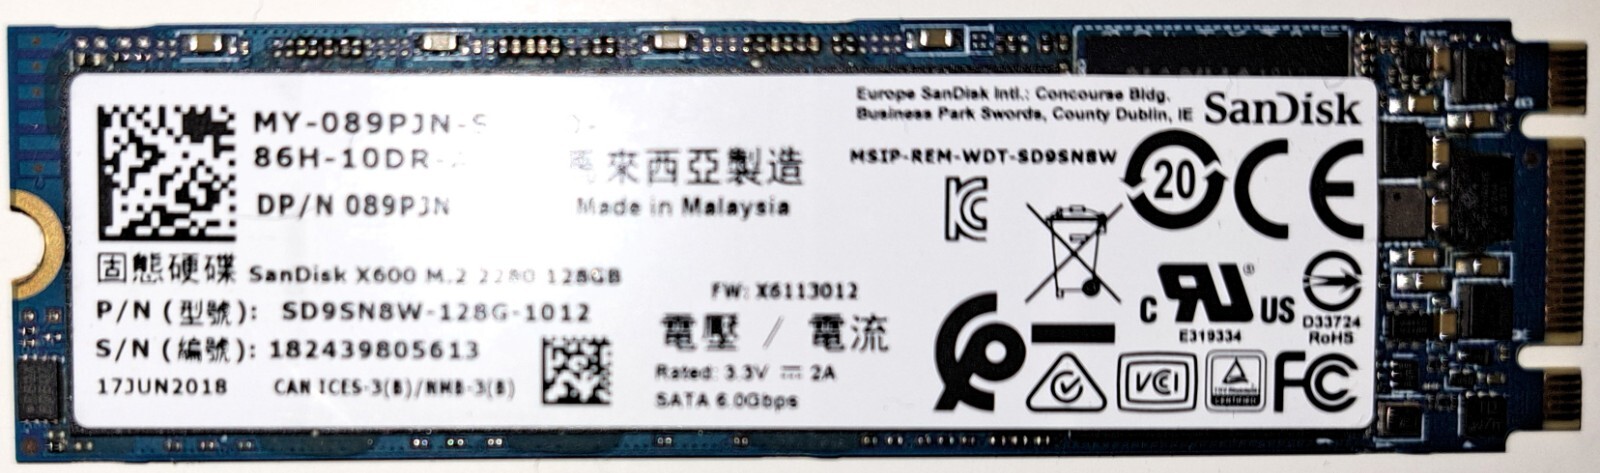 MY-089PJN-S
86H-10DR-
DP/N 089PJN
來西亞製造
Made in Malaysia
固態硬碟 SanDisk X600 M.2 2280 128GB
P/N (型號): SD9SN8W-128G-1012
S/N (編號): 182439805613
17JUN2018 CAN ICES-3(B)/NMB-3(B)
FW: X6113012
電壓 / 電流
Rated: 3.3V ⎓ 2A
SATA 6.0Gbps
Europe SanDisk Intl.: Concourse Bldg.
Business Park Swords, County Dublin, IE
SanDisk
MSIP-REM-WDT-SD9SN8W
20
CE
KC
c RU ® US
E319334
D33724
RoHS
VCI
FC